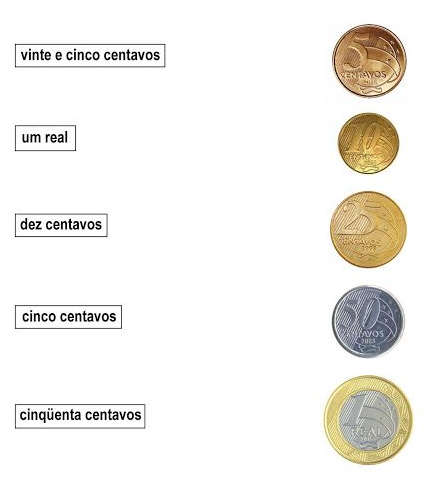 vinte e cinco centavos
5
CENTAVOS
um real
10
dez centavos
25
CENTAVOS
cinco centavos
50
cinqüenta centavos
1
REAL